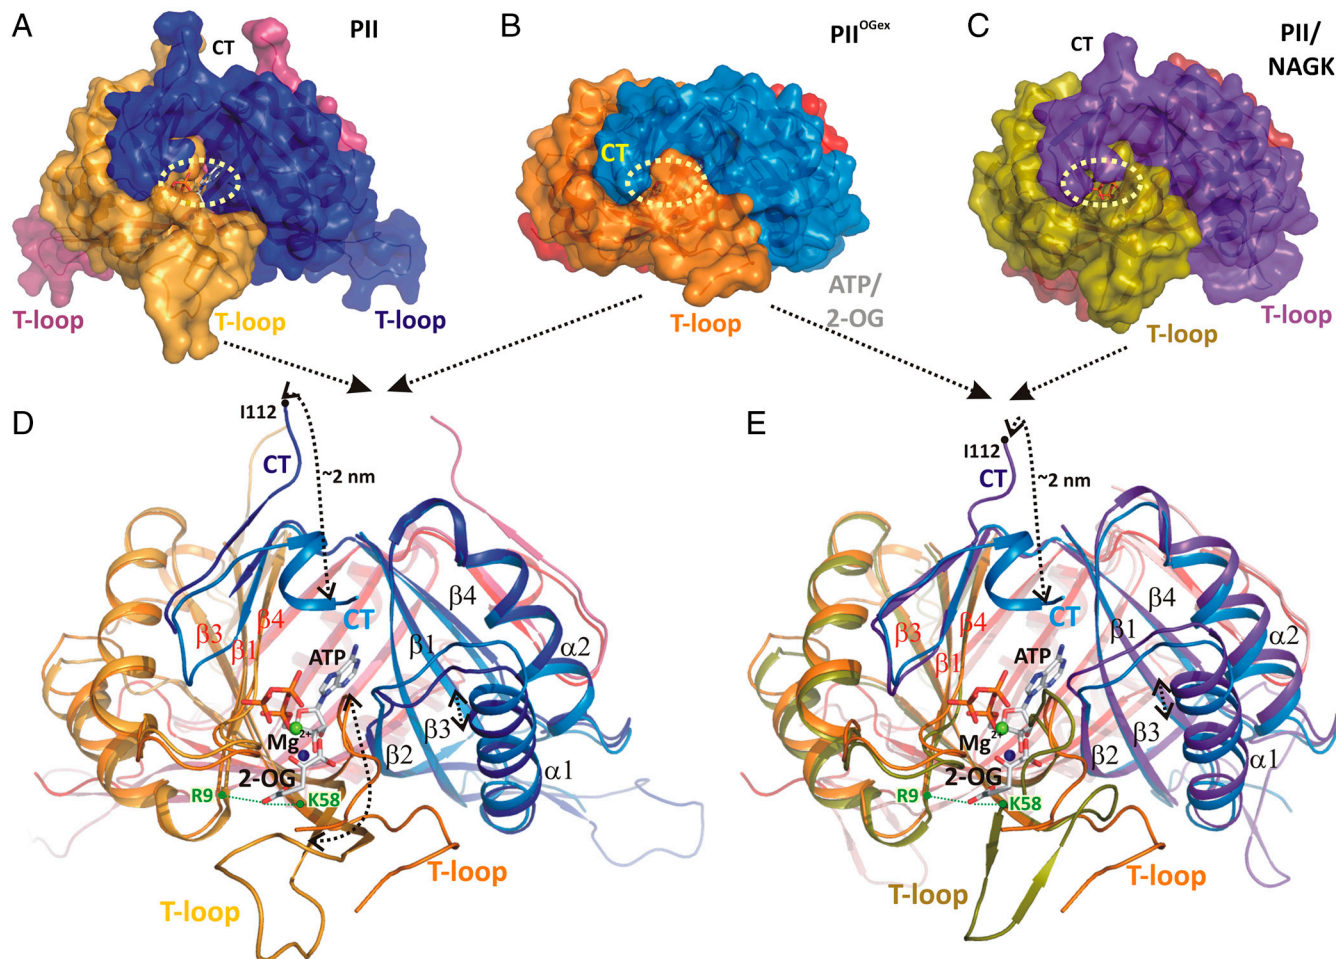 A
CT
PII
T-loop
T-loop
T-loop
B
PII^OGex
CT
T-loop
ATP/
2-OG
C
CT
PII/
NAGK
T-loop
T-loop
D
I112
CT
~2 nm
β3
β1
β4
CT
ATP
β1
β4
α2
Mg2+
β3
β2
2-OG
α1
R9
K58
T-loop
T-loop
E
I112
CT
~2 nm
β3
β1
β4
CT
ATP
β1
β4
α2
Mg2+
β3
β2
2-OG
α1
R9
K58
T-loop
T-loop